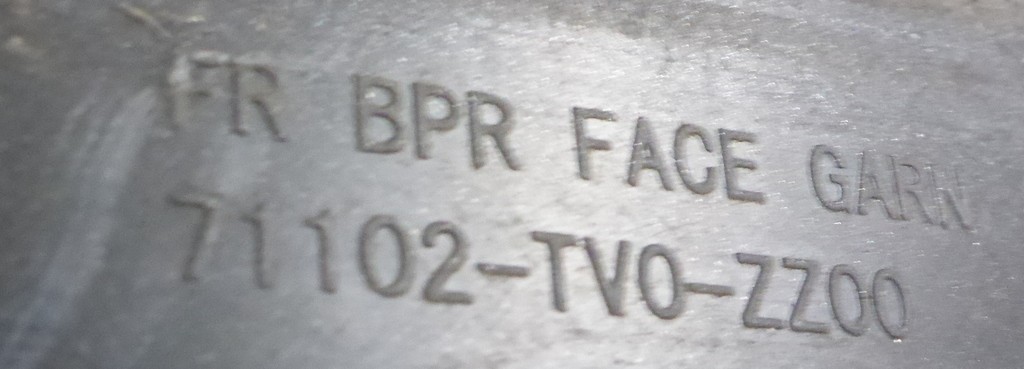 FR BPR FACE GARN
71102-TV0-ZZ00